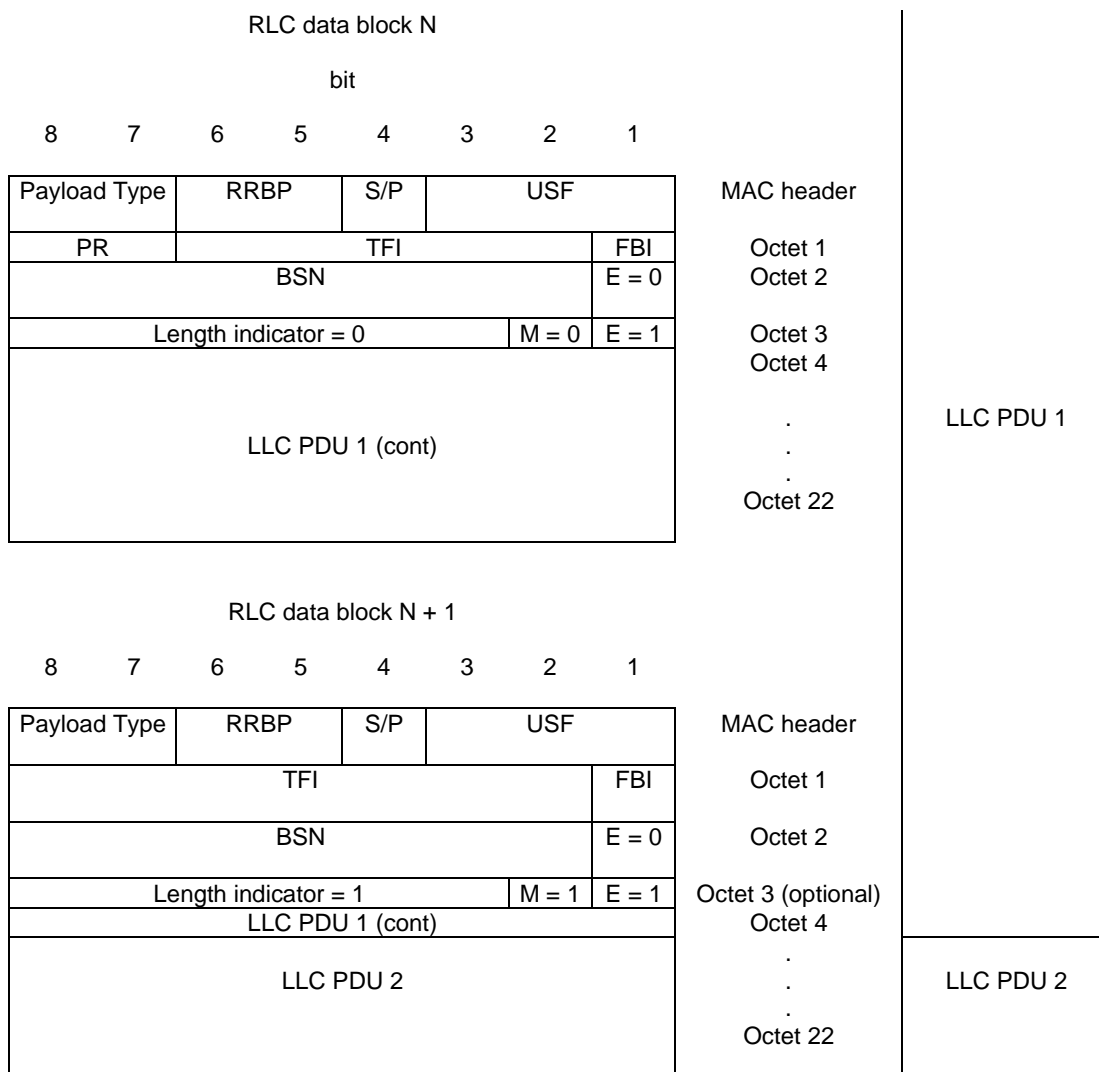 RLC data block N
bit
8 7 6 5 4 3 2 1
Payload Type RRBP S/P USF MAC header
PR TFI FBI Octet 1
BSN E = 0 Octet 2
Length indicator = 0 M = 0 E = 1 Octet 3
Octet 4
.
LLC PDU 1
LLC PDU 1 (cont)
.
.
Octet 22
RLC data block N + 1
8 7 6 5 4 3 2 1
Payload Type RRBP S/P USF MAC header
TFI FBI Octet 1
BSN E = 0 Octet 2
Length indicator = 1 M = 1 E = 1 Octet 3 (optional)
LLC PDU 1 (cont) Octet 4
.
LLC PDU 2 . LLC PDU 2
.
Octet 22